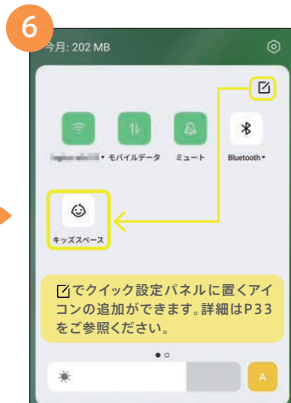 6
今月: 202 MB
モバイルデータ
ミュート
Bluetooth
キッズスペース
でクイック設定パネルに置くアイ
コンの追加ができます。詳細はP33
をご参照ください。
A